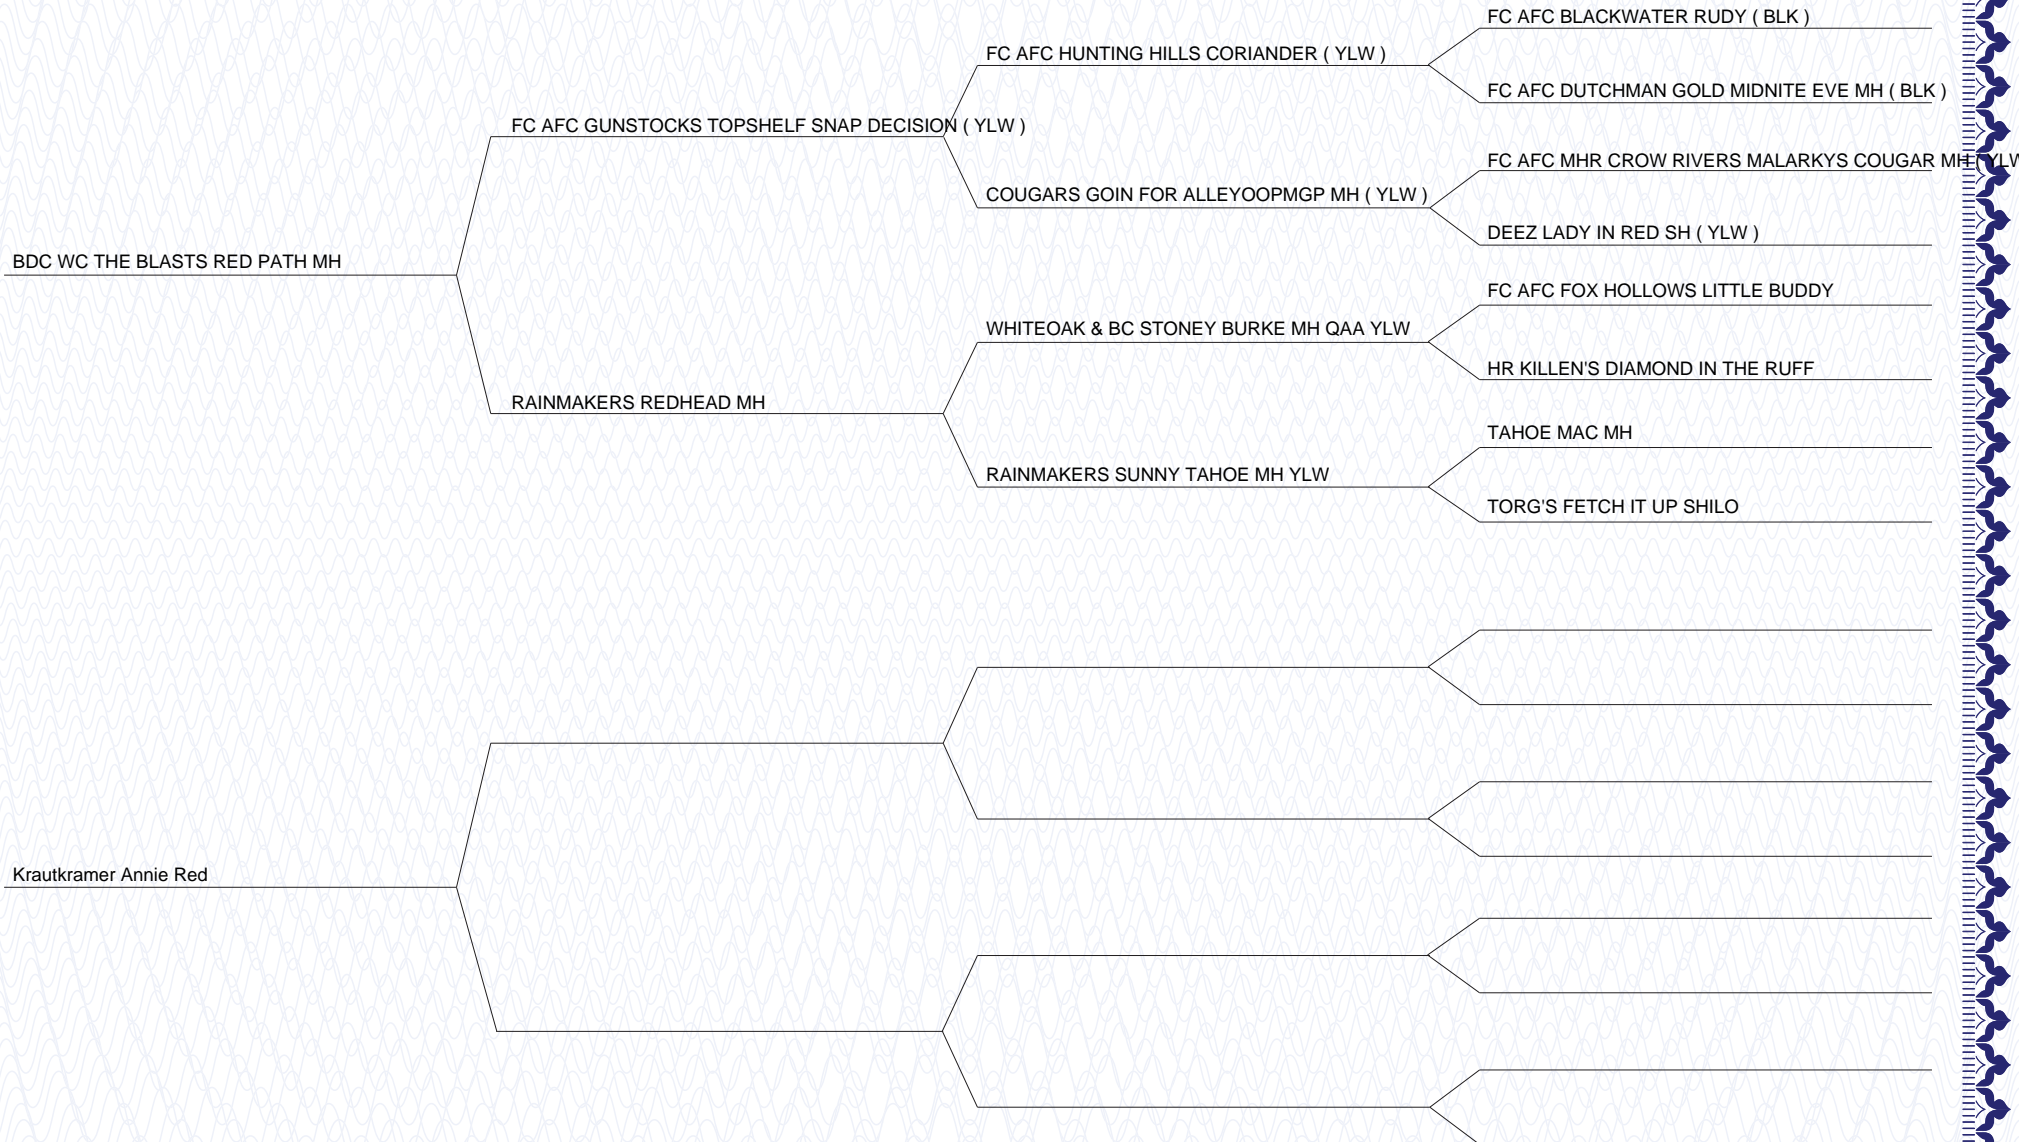 FC AFC BLACKWATER RUDY ( BLK )
FC AFC HUNTING HILLS CORIANDER ( YLW )
FC AFC DUTCHMAN GOLD MIDNITE EVE MH ( BLK )
FC AFC GUNSTOCKS TOPSHELF SNAP DECISION ( YLW )
FC AFC MHR CROW RIVERS MALARKYS COUGAR MH ( YLW
COUGARS GOIN FOR ALLEYOOPMGP MH ( YLW )
DEEZ LADY IN RED SH ( YLW )
BDC WC THE BLASTS RED PATH MH
FC AFC FOX HOLLOWS LITTLE BUDDY
WHITEOAK & BC STONEY BURKE MH QAA YLW
HR KILLEN'S DIAMOND IN THE RUFF
RAINMAKERS REDHEAD MH
TAHOE MAC MH
RAINMAKERS SUNNY TAHOE MH YLW
TORG'S FETCH IT UP SHILO
Krautkramer Annie Red